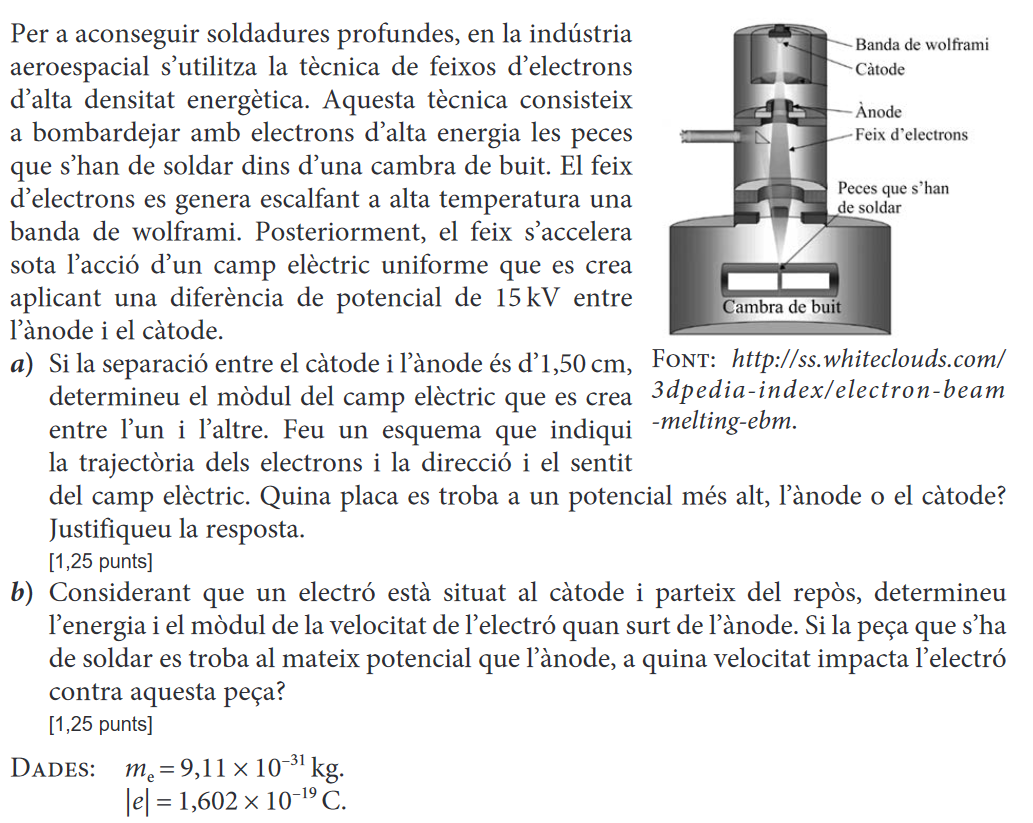 Per a aconseguir soldadures profundes, en la indústria
aeroespacial s’utilitza la tècnica de feixos d’electrons
d’alta densitat energètica. Aquesta tècnica consisteix
a bombardejar amb electrons d’alta energia les peces
que s’han de soldar dins d’una cambra de buit. El feix
d’electrons es genera escalfant a alta temperatura una
banda de wolframi. Posteriorment, el feix s’accelera
sota l’acció d’un camp elèctric uniforme que es crea
aplicant una diferència de potencial de 15 kV entre
l’ànode i el càtode.
Banda de wolframi
Càtode
Ànode
Feix d’electrons
Peces que s’han
de soldar
Cambra de buit
FONT: http://ss.whiteclouds.com/
3dpedia-index/electron-beam
-melting-ebm.
a) Si la separació entre el càtode i l’ànode és d’1,50 cm,
determineu el mòdul del camp elèctric que es crea
entre l’un i l’altre. Feu un esquema que indiqui
la trajectòria dels electrons i la direcció i el sentit
del camp elèctric. Quina placa es troba a un potencial més alt, l’ànode o el càtode?
Justifiqueu la resposta.
[1,25 punts]
b) Considerant que un electró està situat al càtode i parteix del repòs, determineu
l’energia i el mòdul de la velocitat de l’electró quan surt de l’ànode. Si la peça que s’ha
de soldar es troba al mateix potencial que l’ànode, a quina velocitat impacta l’electró
contra aquesta peça?
[1,25 punts]
DADES: mₑ = 9,11 × 10⁻³¹ kg.
|e| = 1,602 × 10⁻¹⁹ C.